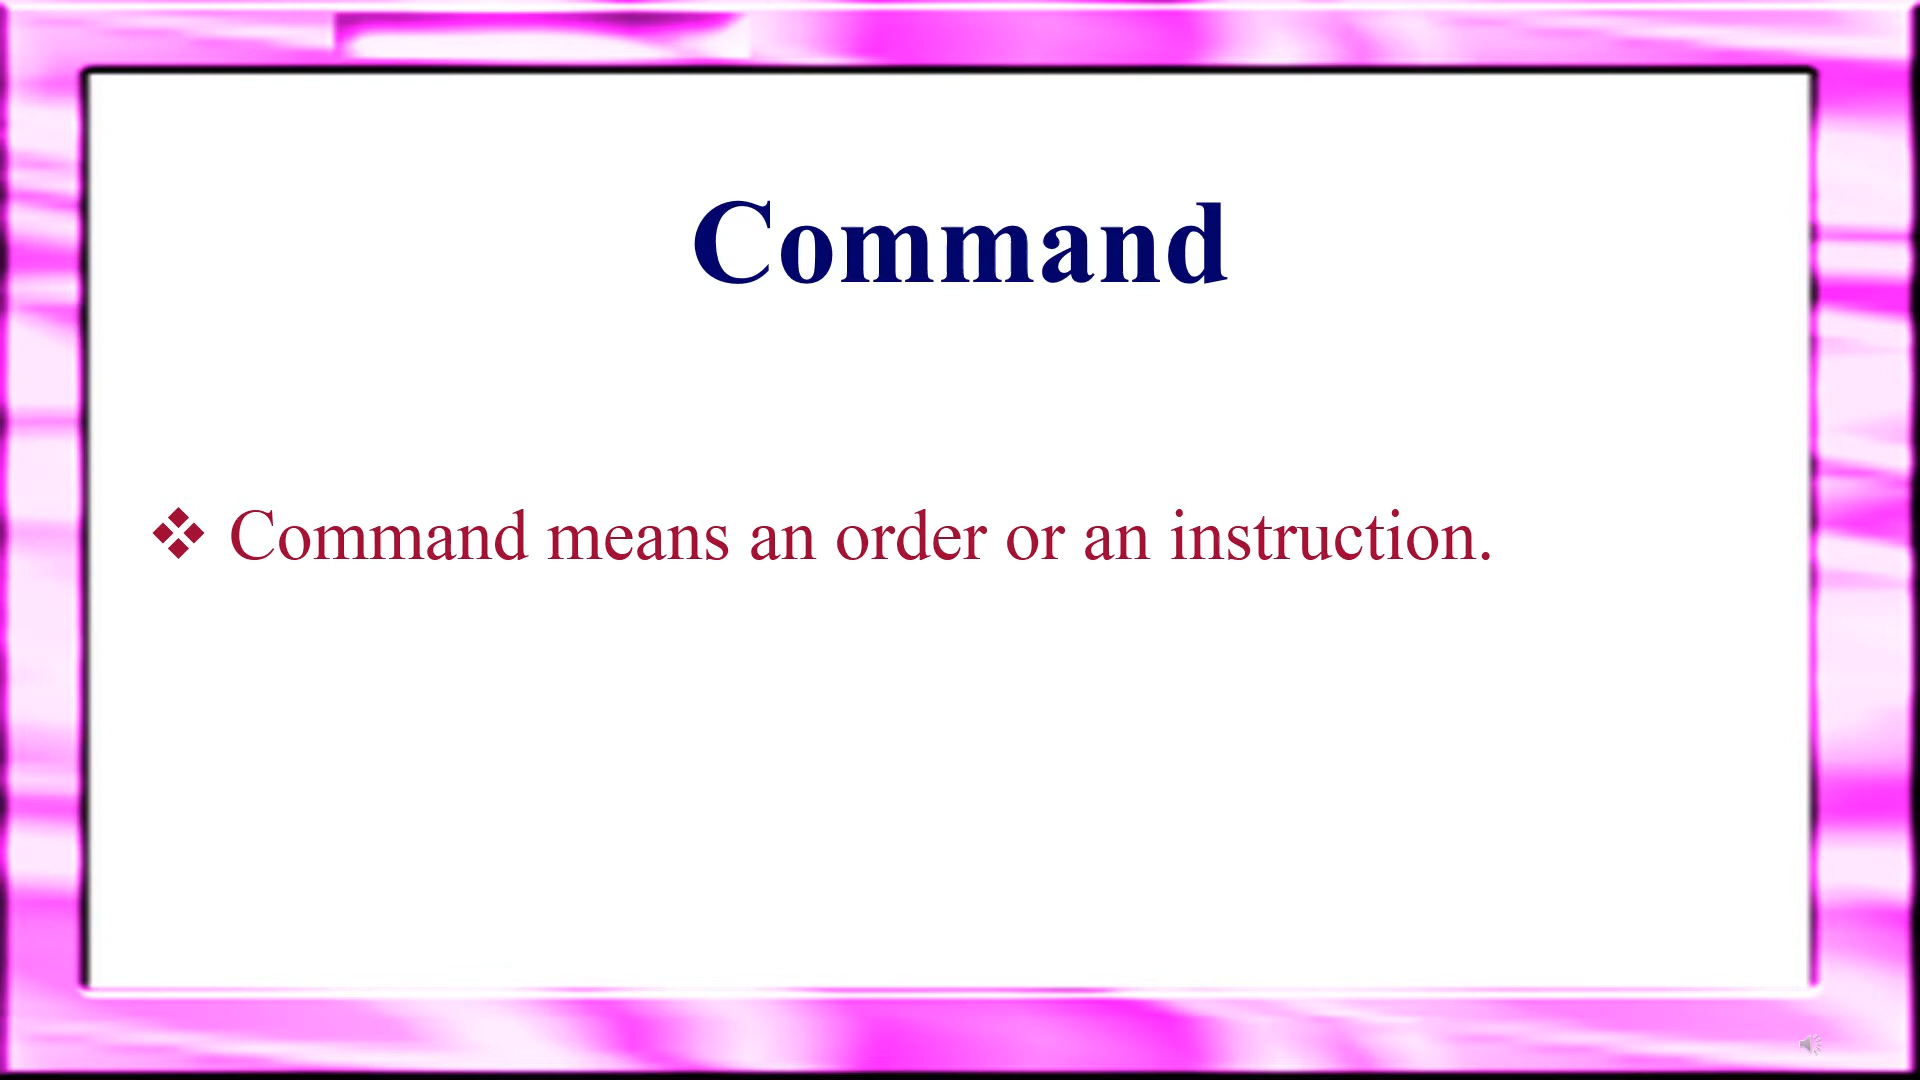 Command
❖ Command means an order or an instruction.